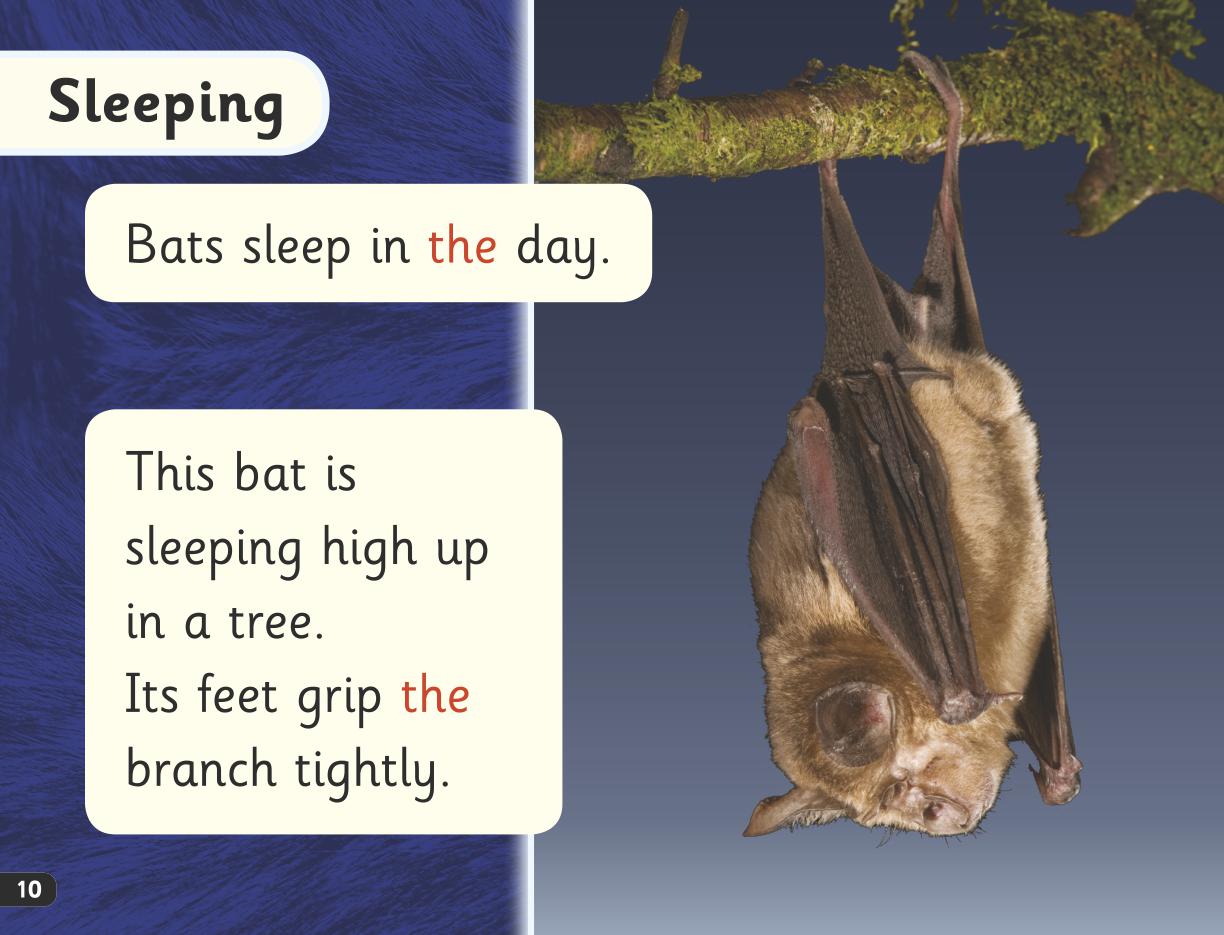 Sleeping
Bats sleep in the day.
This bat is
sleeping high up
in a tree.
Its feet grip the
branch tightly.
10